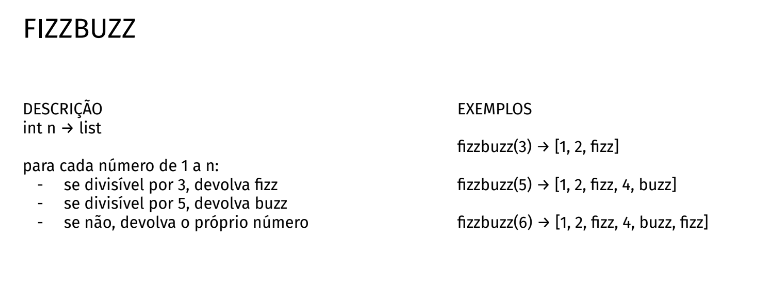 FIZZBUZZ
DESCRIÇÃO
int n → list
para cada número de 1 a n:
- se divisível por 3, devolva fizz
- se divisível por 5, devolva buzz
- se não, devolva o próprio número
EXEMPLOS
fizzbuzz(3) → [1, 2, fizz]
fizzbuzz(5) → [1, 2, fizz, 4, buzz]
fizzbuzz(6) → [1, 2, fizz, 4, buzz, fizz]